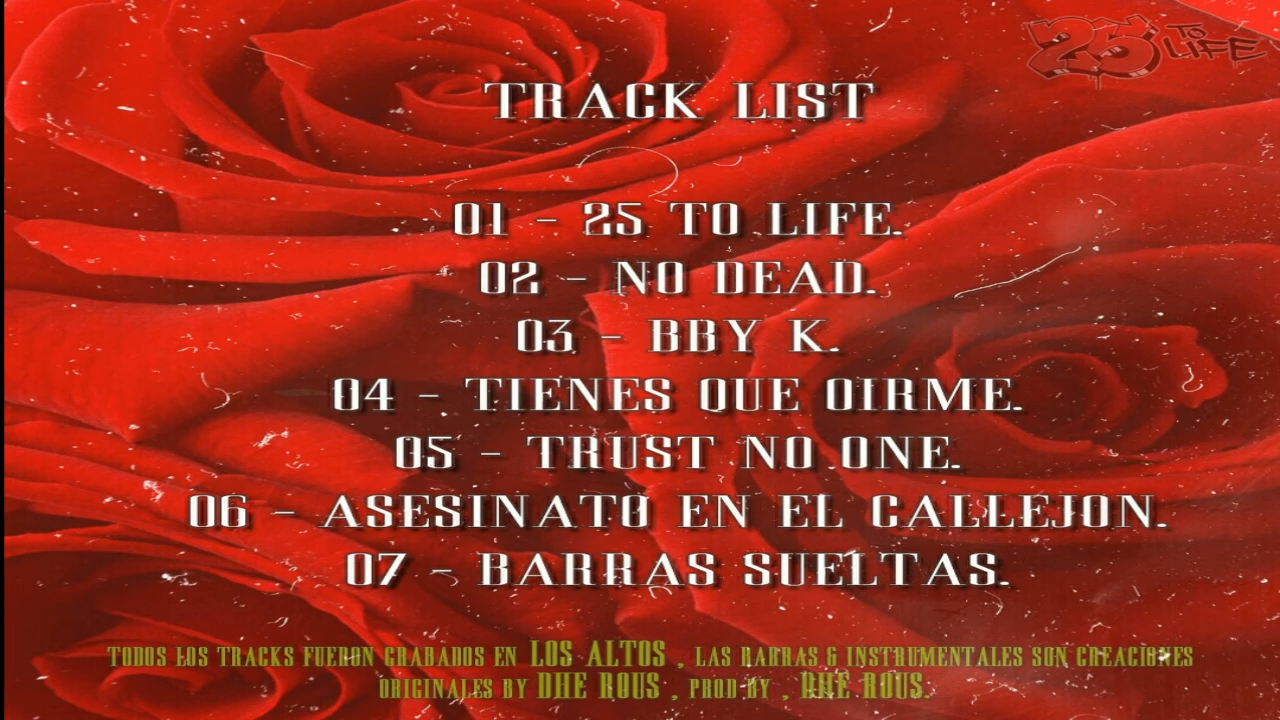 25 TO LIFE
TRACK LIST
01 - 25 TO LIFE.
02 - NO DEAD.
03 - BBY K.
04 - TIENES QUE OIRME.
05 - TRUST NO ONE.
06 - ASESINATO EN EL CALLEJON.
07 - BARRAS SUELTAS.
TODOS LOS TRACKS FUERON GRABADOS EN LOS ALTOS , LAS BARRAS & INSTRUMENTALES SON CREACIONES
ORIGINALES BY DHE ROUS , PROD BY , DHE ROUS.